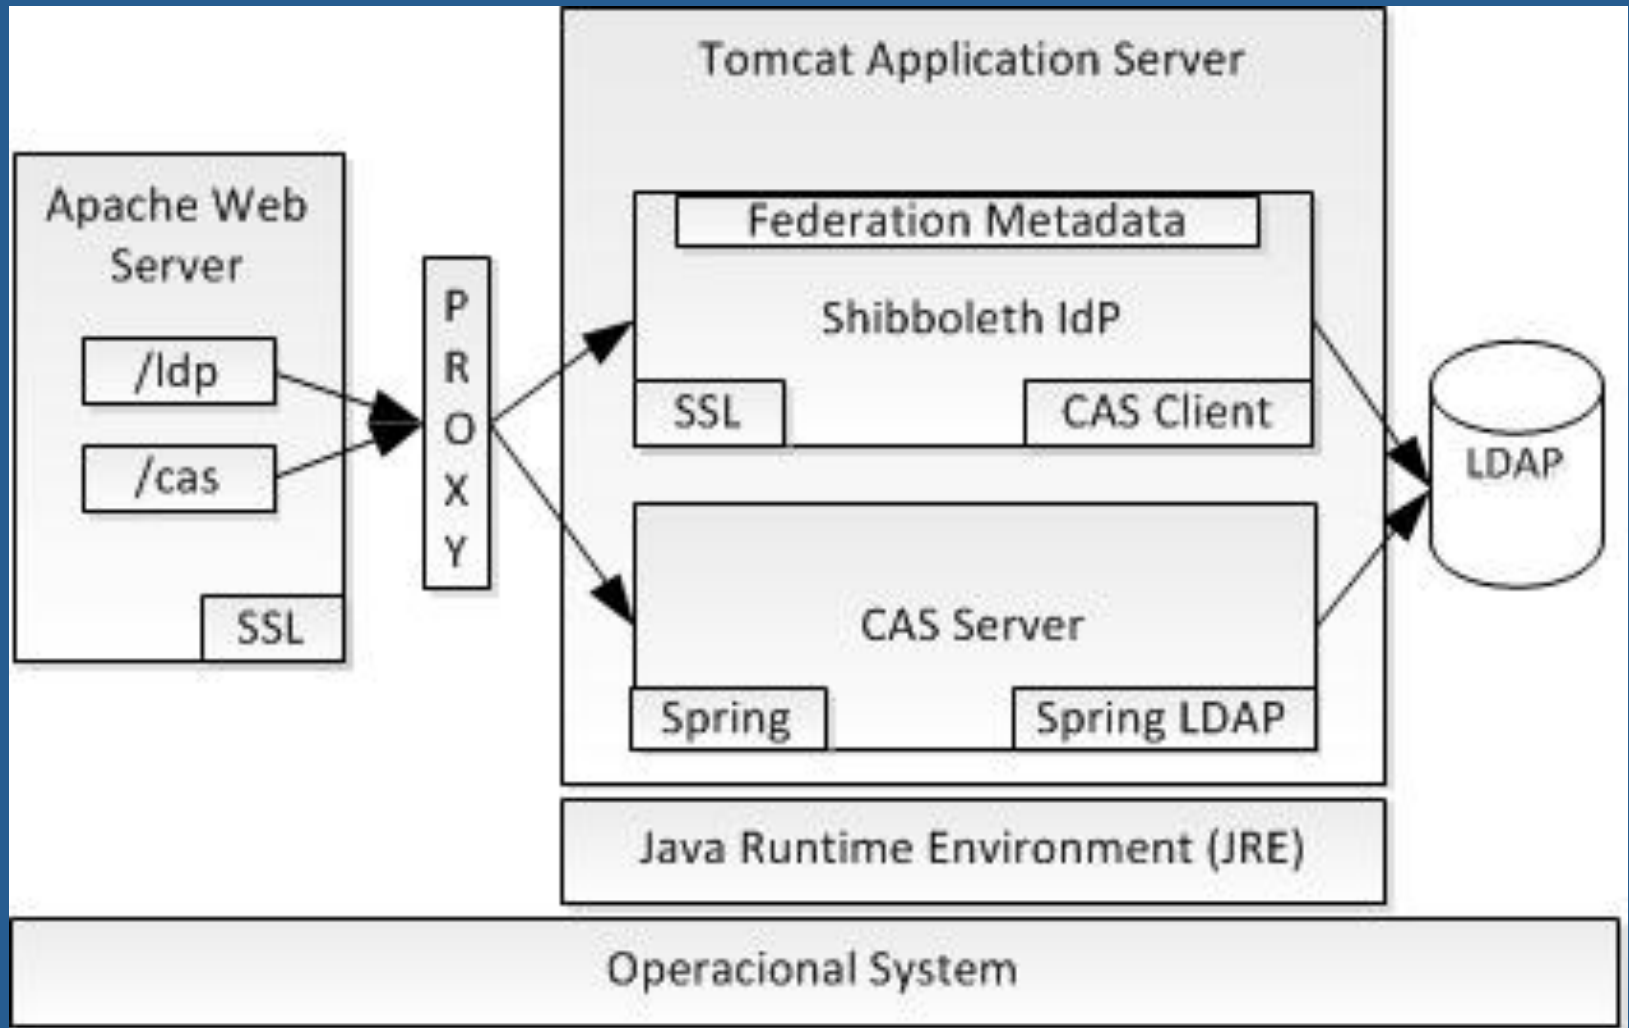 Tomcat Application Server
Apache Web
Server
/ldp
/cas
SSL
P
R
O
X
Y
Federation Metadata
Shibboleth IdP
SSL
CAS Client
CAS Server
Spring
Spring LDAP
LDAP
Java Runtime Environment (JRE)
Operacional System